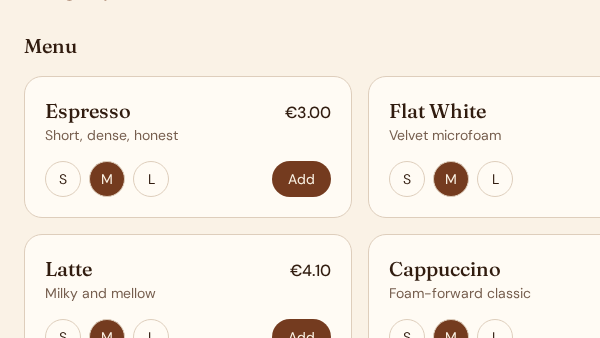 Menu
Espresso €3.00
Short, dense, honest
S M L Add
Flat White
Velvet microfoam
S M L
Latte €4.10
Milky and mellow
S M L Add
Cappuccino
Foam-forward classic
S M L